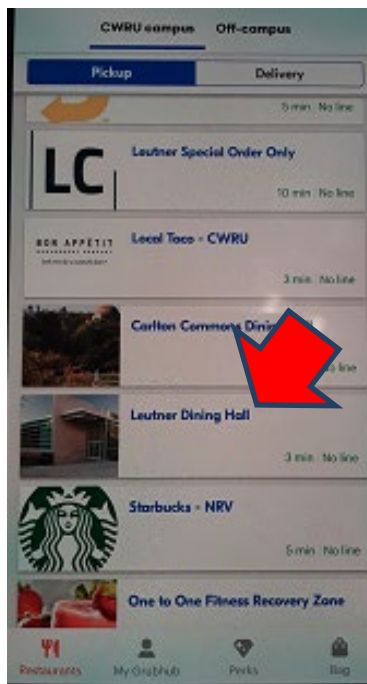 CWRU campus Off-campus
Pickup Delivery
5 min No line
LC
Leutner Special Order Only
10 min No line
BON APPÉTIT
Local Taco - CWRU
3 min No line
Carlton Commons
No line
Leutner Dining Hall
3 min No line
Starbucks - NRV
5 min No line
One to One Fitness Recovery Zone
Restaurants My Grubhub Perks Bag